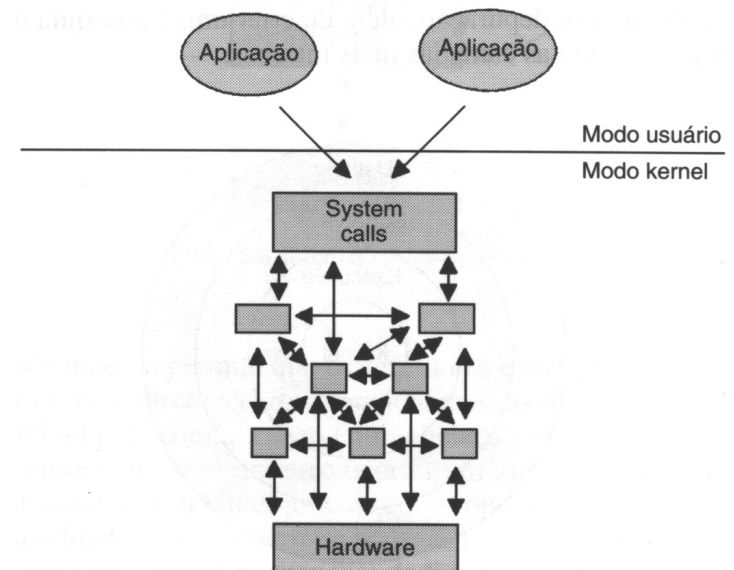 Aplicação
Aplicação
Modo usuário
Modo kernel
System
calls
Hardware